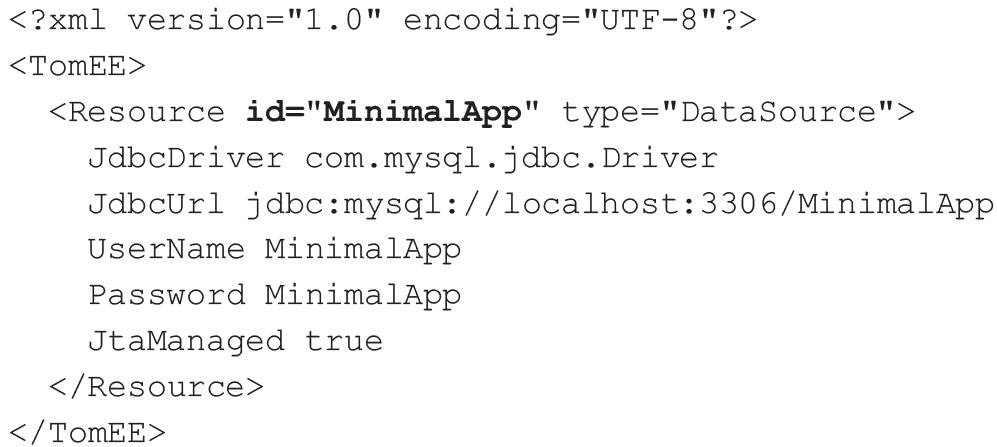 <?xml version="1.0" encoding="UTF-8"?>
<TomEE>
  <Resource id="MinimalApp" type="DataSource">
    JdbcDriver com.mysql.jdbc.Driver
    JdbcUrl jdbc:mysql://localhost:3306/MinimalApp
    UserName MinimalApp
    Password MinimalApp
    JtaManaged true
  </Resource>
</TomEE>